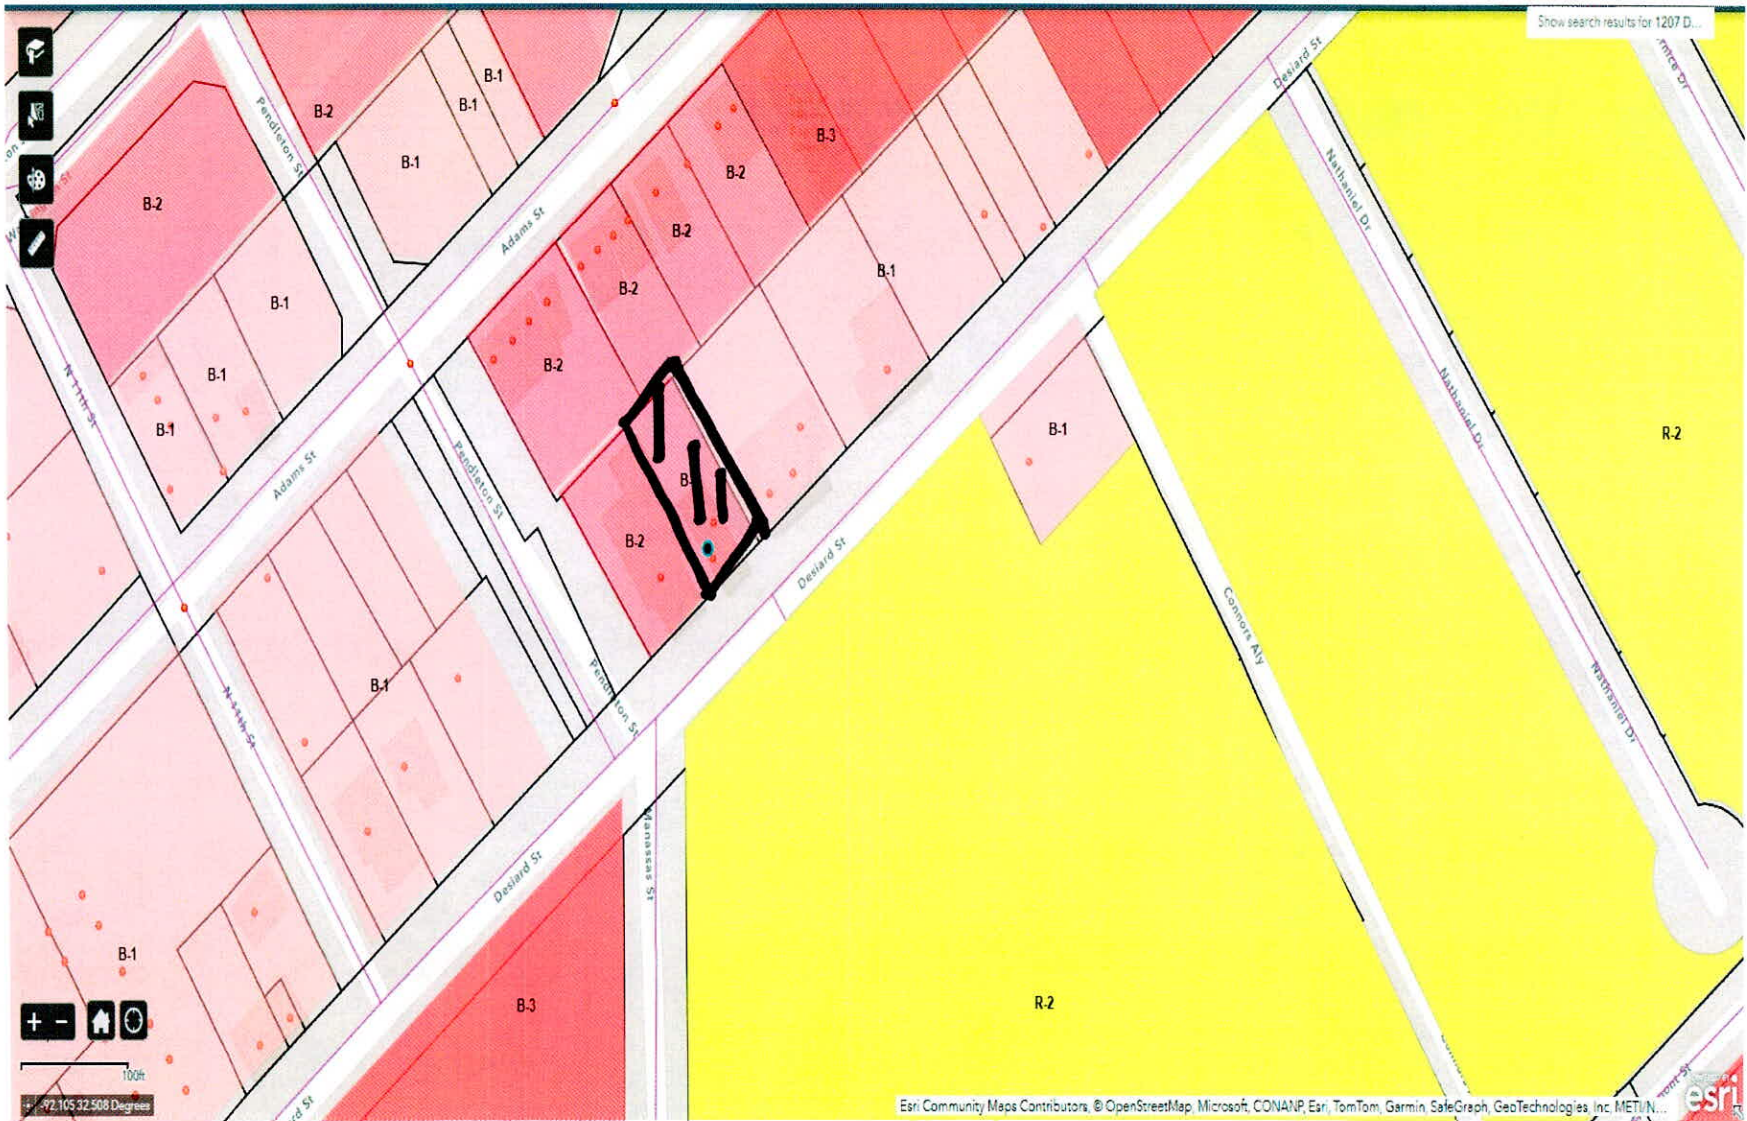 Show search results for 1207 D...
Desiard St
B-1
B-1
B-2
Pendleton St
B-3
B-1
B-2
Nathaniel Dr
B-2
Adams St
B-2
B-1
B-1
B-2
B-2
B-1
N 11th St
Nathaniel Dr
B-1
B-1
R-2
Adams St
Pendleton St
B-2
Desiard St
Connors Aly
Pendleton St
B-1
N 11th St
Nathaniel Dr
Manassas St
Desiard St
B-1
B-3
R-2
+ −
100ft
-92.105 32.508 Degrees
Esri Community Maps Contributors, © OpenStreetMap, Microsoft, CONANP, Esri, TomTom, Garmin, SafeGraph, GeoTechnologies, Inc, METI/N...
esri